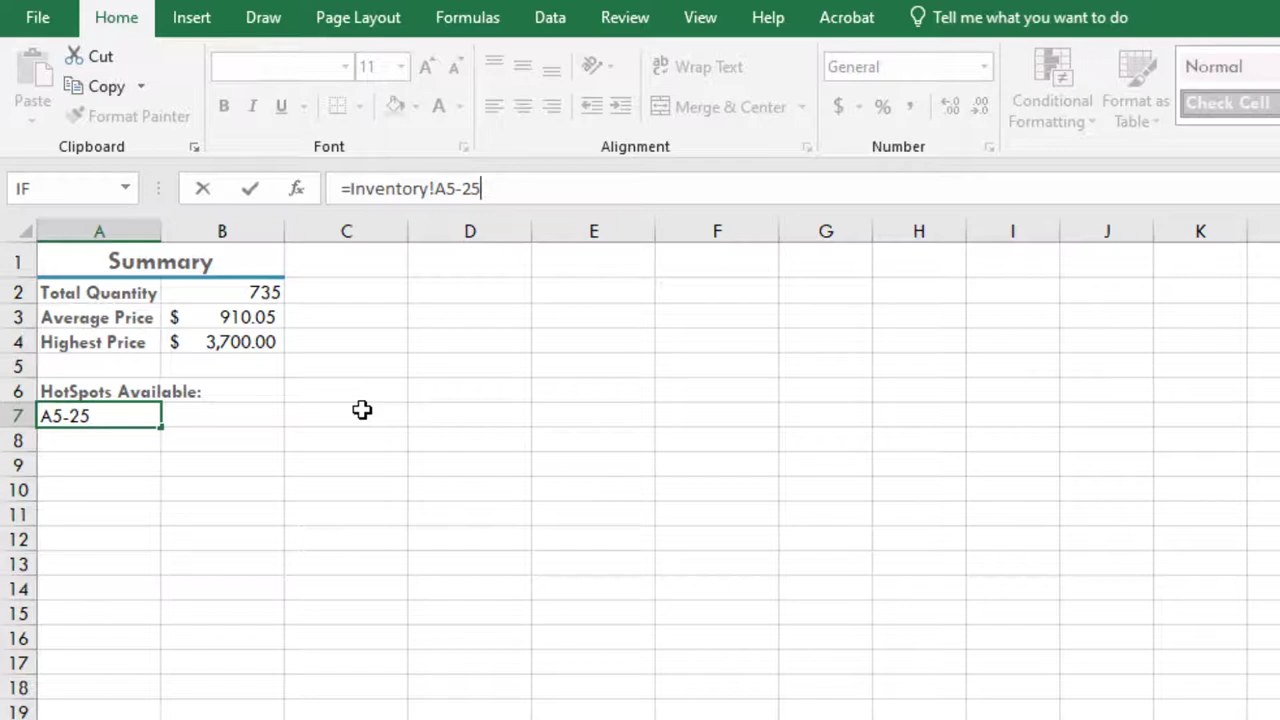 File Home Insert Draw Page Layout Formulas Data Review View Help Acrobat Tell me what you want to do
Paste
Cut
Copy
Format Painter
Clipboard
11 A A
B I U A
Font
ab Wrap Text
Merge & Center
Alignment
General
$ % , .00
Number
Conditional Formatting
Format as Table
Normal
Check Cell
IF fx =Inventory!A5-25
A B C D E F G H I J K
1 Summary
2 Total Quantity 735
3 Average Price $ 910.05
4 Highest Price $ 3,700.00
5
6 HotSpots Available:
7 A5-25
8
9
10
11
12
13
14
15
16
17
18
19